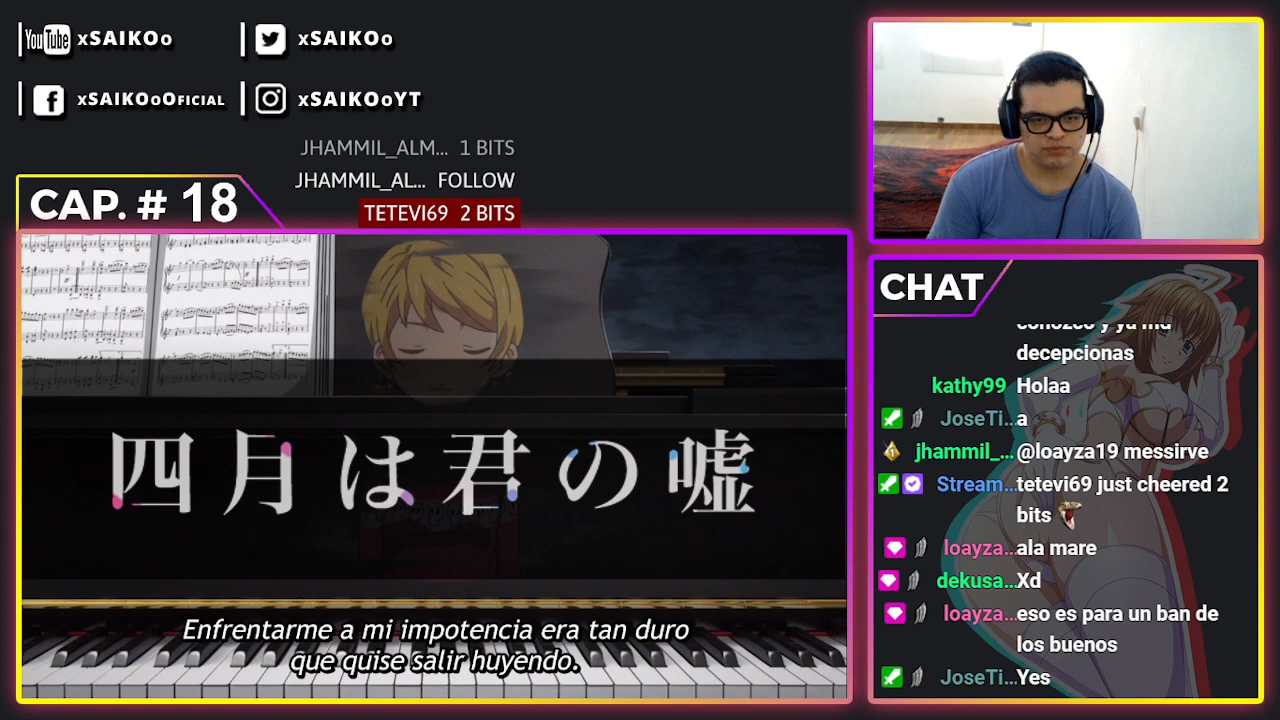 YouTube xSAIKOo
xSAIKOo
xSAIKOoOficial
xSAIKOoYT
JHAMMIL_ALM... 1 BITS
JHAMMIL_AL... FOLLOW
TETEVI69 2 BITS
CAP. # 18
四月は君の嘘
Enfrentarme a mi impotencia era tan duro
que quise salir huyendo.
CHAT
decepcionas
kathy99 Holaa
JoseTi... a
jhammil_... @loayza19 messirve
Stream... tetevi69 just cheered 2
bits
loayza... ala mare
dekusa... Xd
loayza... eso es para un ban de
los buenos
JoseTi... Yes